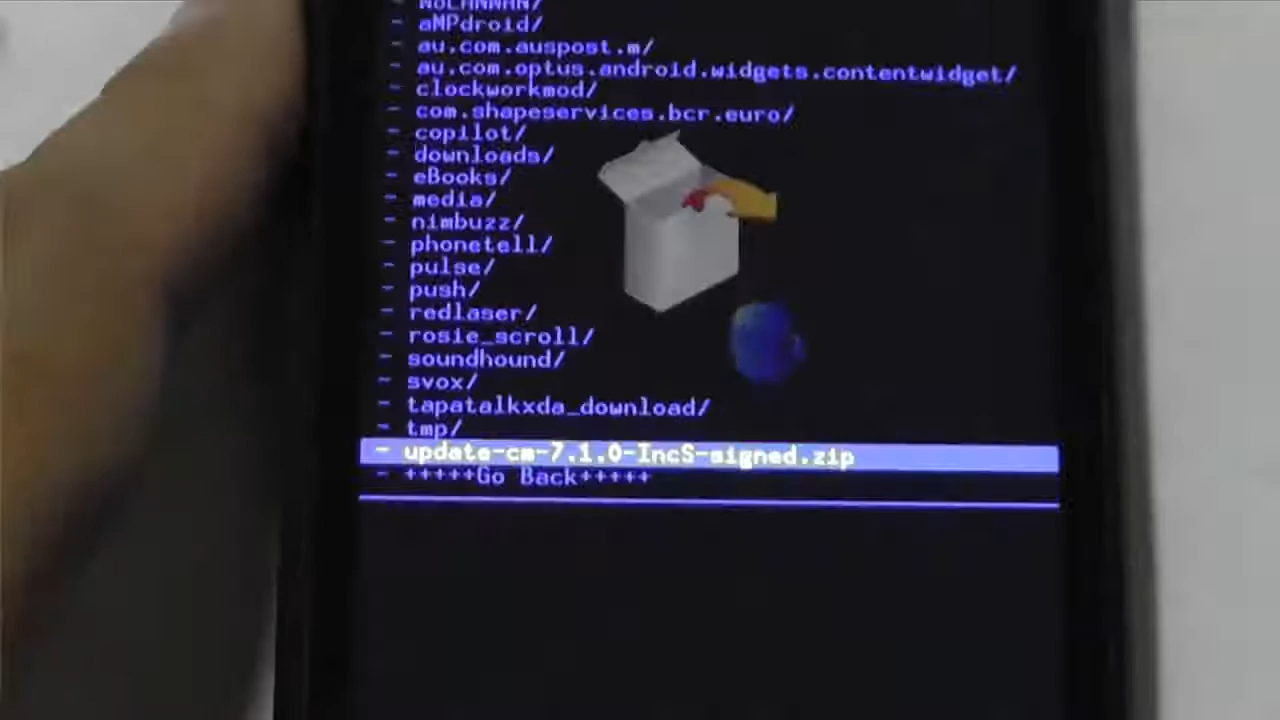 - aMPdroid/
- au.com.auspost.m/
- au.com.optus.android.widgets.contentwidget/
- clockworkmod/
- com.shapeservices.bcr.euro/
- copilot/
- downloads/
- eBooks/
- media/
- nimbuzz/
- phonetell/
- pulse/
- push/
- redlaser/
- rosie_scroll/
- soundhound/
- svox/
- tapatalkxda_download/
- tmp/
- update-cm-7.1.0-IncS-signed.zip
- +++++Go Back+++++